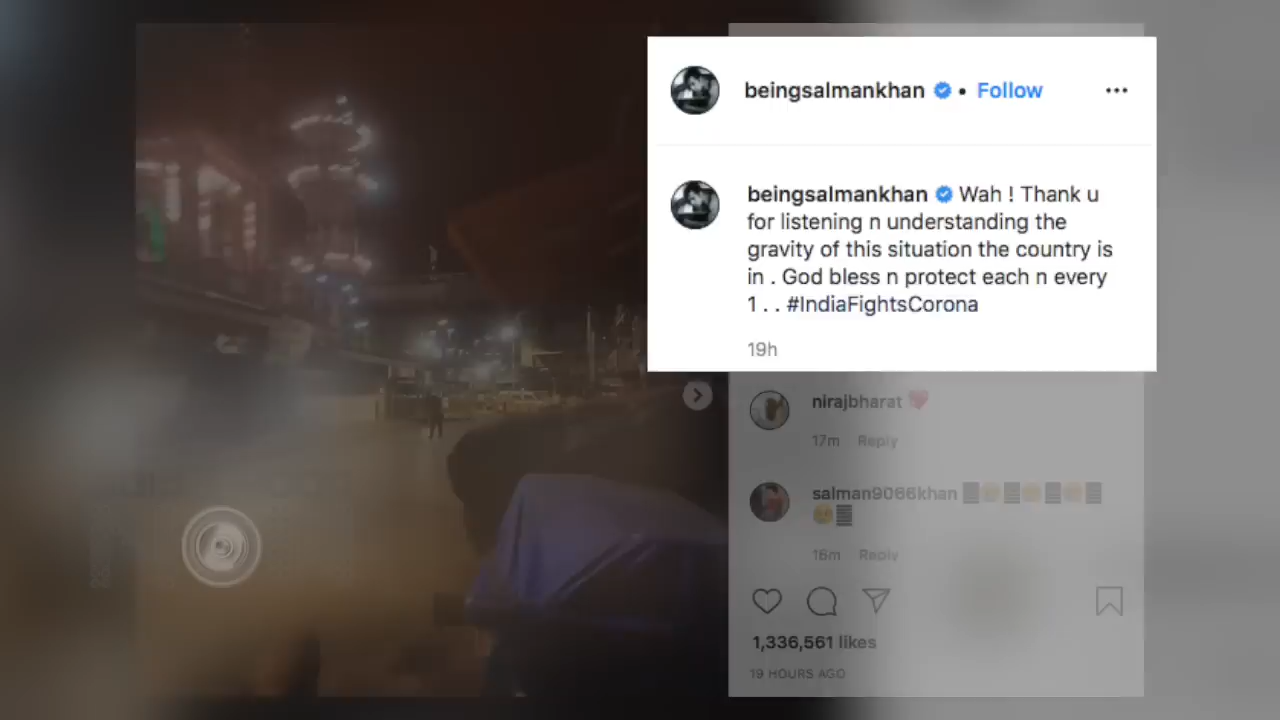 beingsalmankhan • Follow
beingsalmankhan Wah ! Thank u
for listening n understanding the
gravity of this situation the country is
in . God bless n protect each n every
1 . . #IndiaFightsCorona
19h
nirajbharat
17m Reply
salman9066khan
16m Reply
1,336,561 likes
19 HOURS AGO